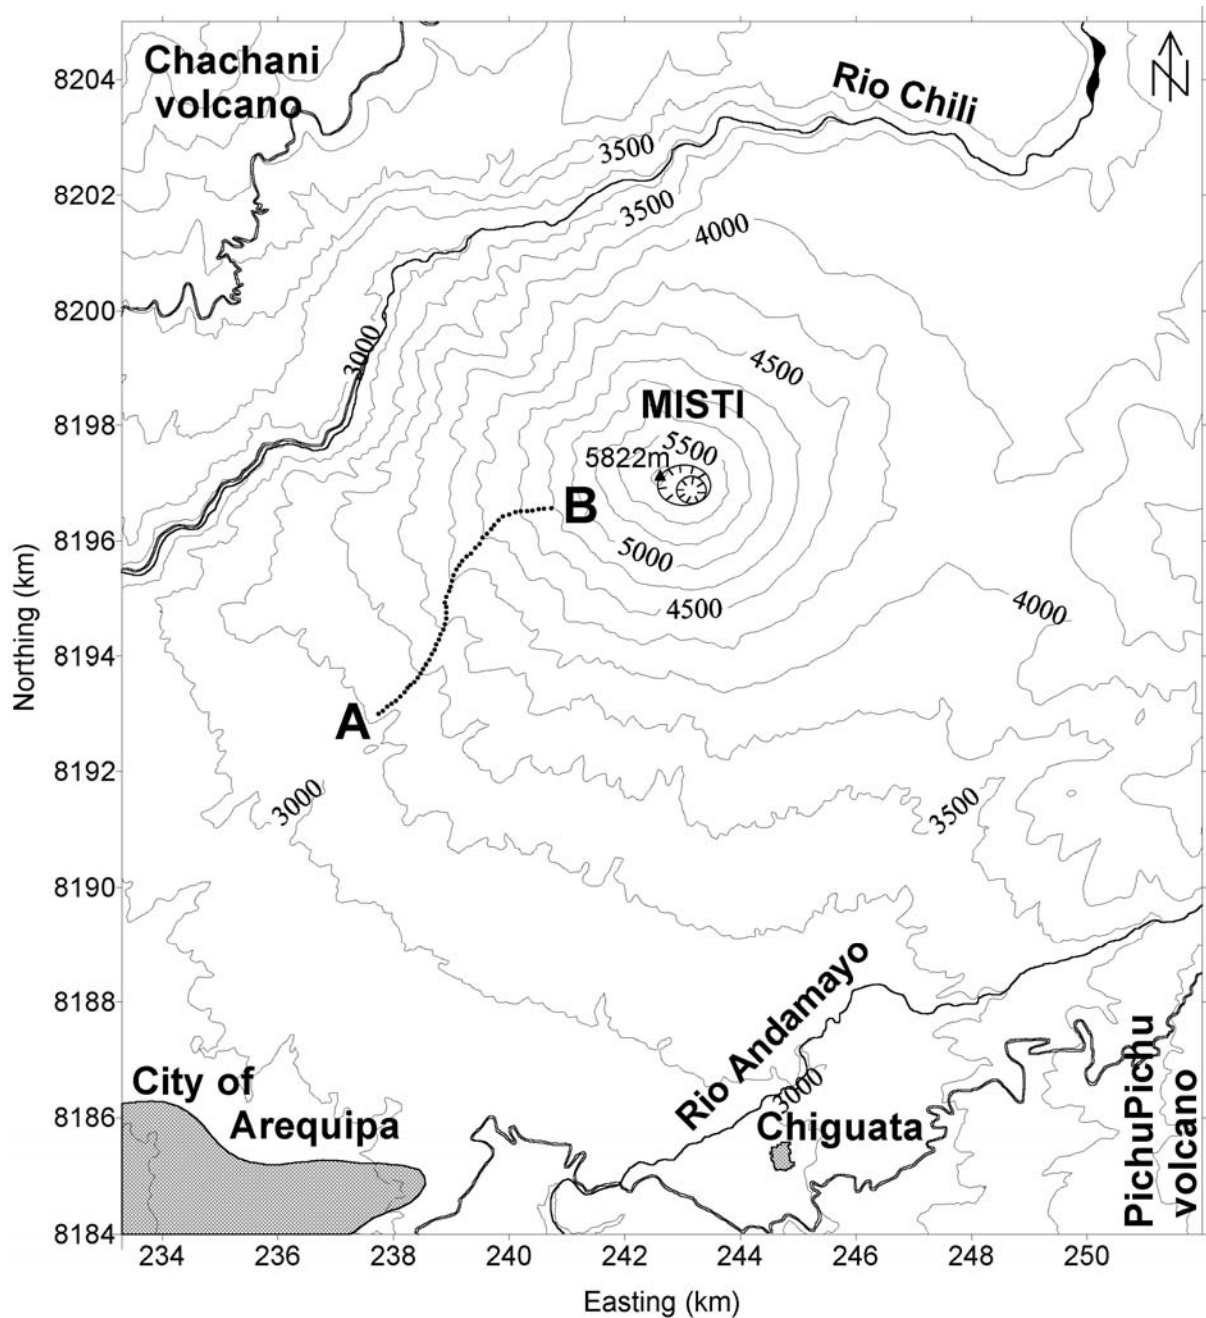 8204
Chachani
volcano
Rio Chili
N
3500
8202
3500
4000
8200
3000
4500
8198
MISTI
5500
5822m
B
8196
5000
4500
4000
Northing (km)
8194
A
8192
3000
3500
8190
8188
Rio Andamayo
PichuPichu
volcano
City of
Arequipa
3000
8186
Chiguata
8184
234
236
238
240
242
244
246
248
250
Easting (km)